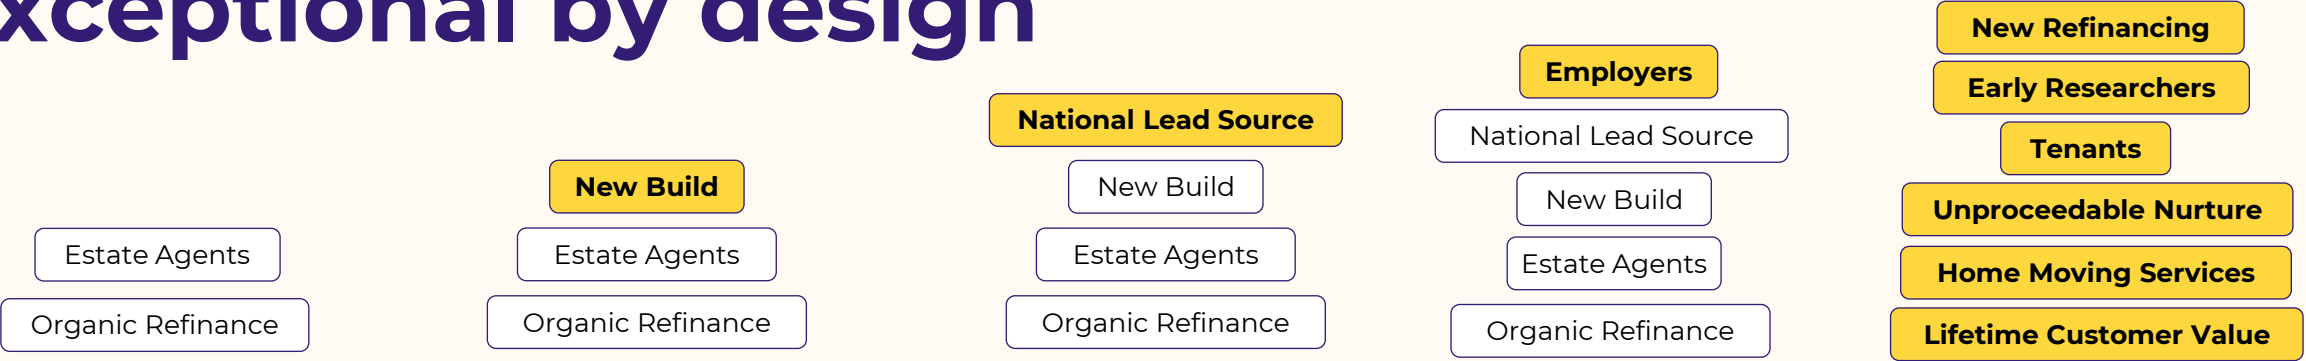 xceptional by design
Estate Agents
Organic Refinance
New Build
Estate Agents
Organic Refinance
National Lead Source
New Build
Estate Agents
Organic Refinance
Employers
National Lead Source
New Build
Estate Agents
Organic Refinance
New Refinancing
Early Researchers
Tenants
Unproceedable Nurture
Home Moving Services
Lifetime Customer Value